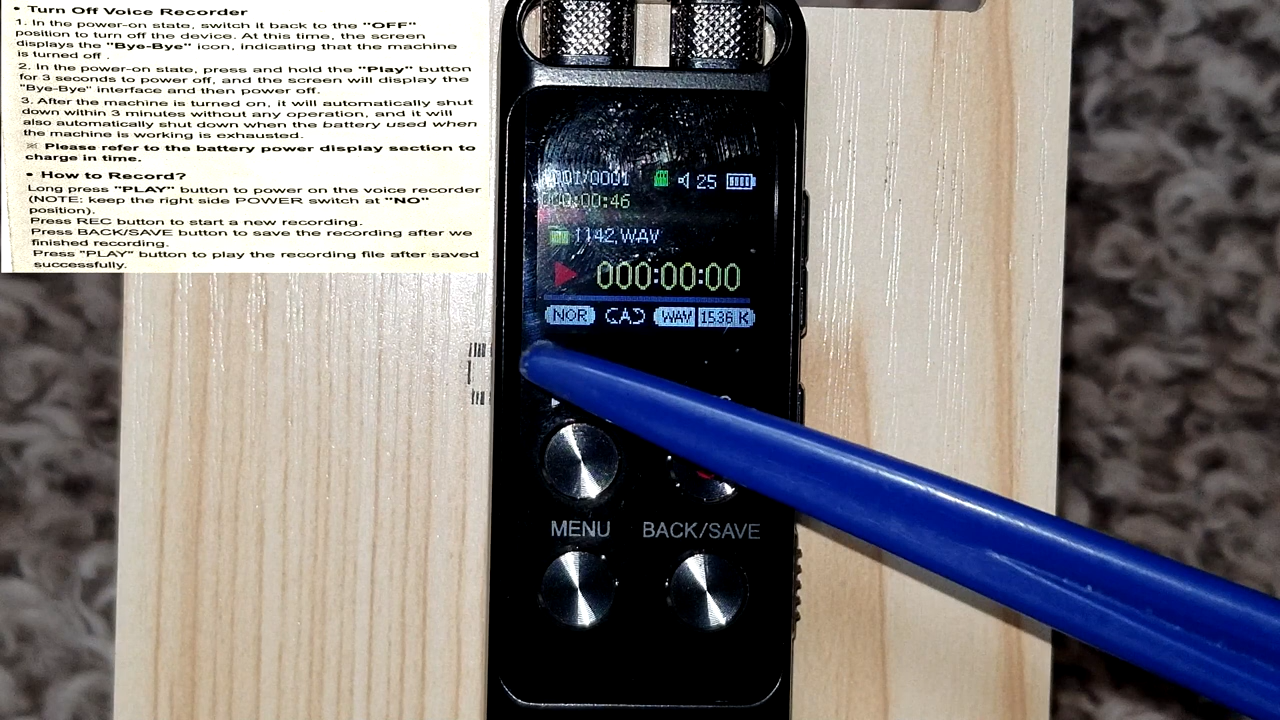 • Turn Off Voice Recorder
1. In the power-on state, switch it back to the "OFF"
position to turn off the device. At this time, the screen
displays the "Bye-Bye" icon, indicating that the machine
is turned off .
2. In the power-on state, press and hold the "Play" button
for 3 seconds to power off, and the screen will display the
"Bye-Bye" interface and then power off.
3. After the machine is turned on, it will automatically shut
down within 3 minutes without any operation, and it will
also automatically shut down when the battery used when
the machine is working is exhausted.
※ Please refer to the battery power display section to
charge in time.
• How to Record?
Long press "PLAY" button to power on the voice recorder
(NOTE: keep the right side POWER switch at "NO"
position).
Press REC button to start a new recording.
Press BACK/SAVE button to save the recording after we
finished recording.
Press "PLAY" button to play the recording file after saved
successfully.
0001/0001 25
000:00:46
1142.WAV
000:00:00
NOR WAV 1536 K
MENU BACK/SAVE